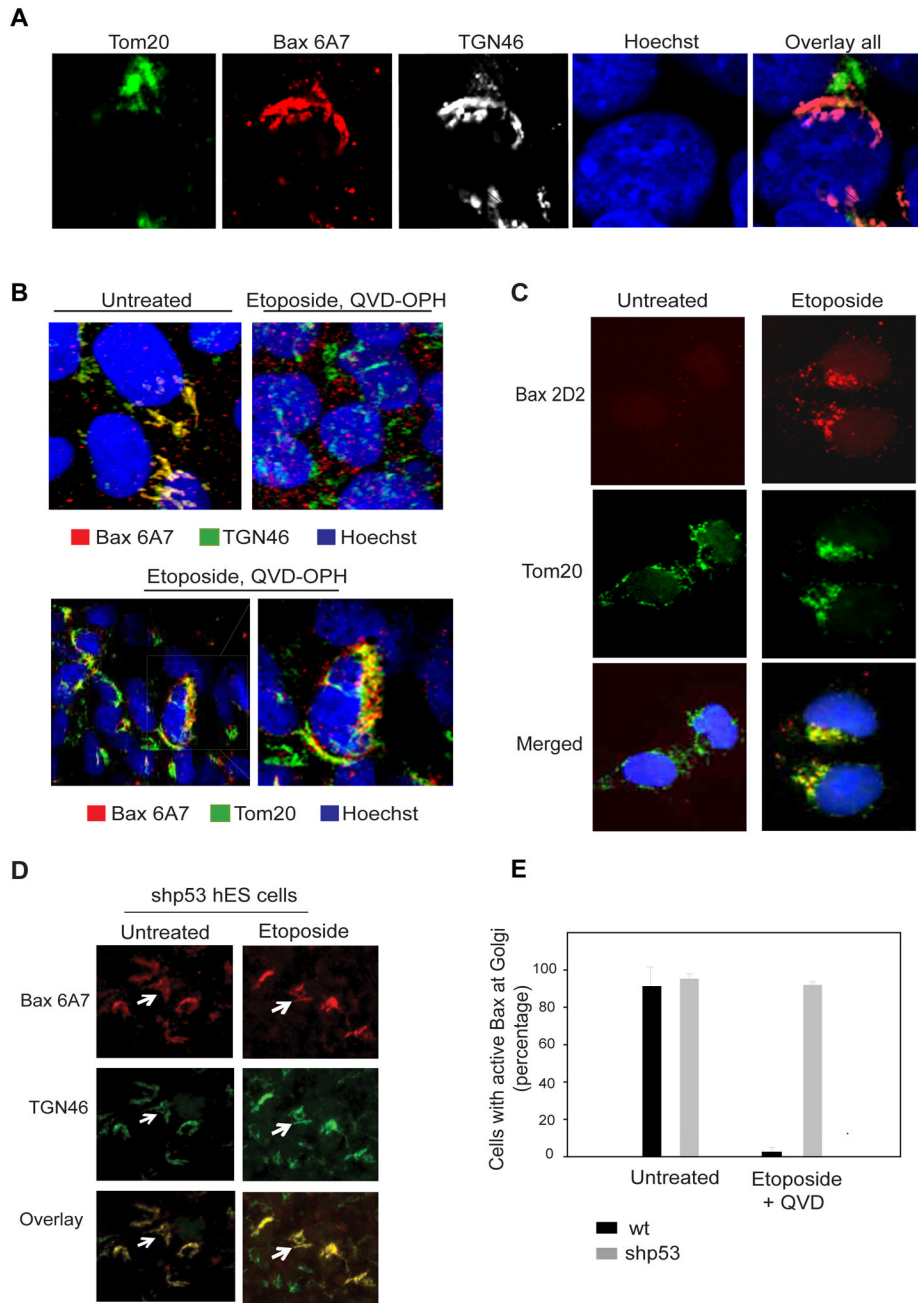 A
Tom20 Bax 6A7 TGN46 Hoechst Overlay all
B
Untreated Etoposide, QVD-OPH
Bax 6A7 TGN46 Hoechst
Etoposide, QVD-OPH
Bax 6A7 Tom20 Hoechst
C
Untreated Etoposide
Bax 2D2
Tom20
Merged
D
shp53 hES cells
Untreated Etoposide
Bax 6A7
TGN46
Overlay
E
Cells with active Bax at Golgi
(percentage)
100
80
60
40
20
0
Untreated Etoposide
+ QVD
wt
shp53